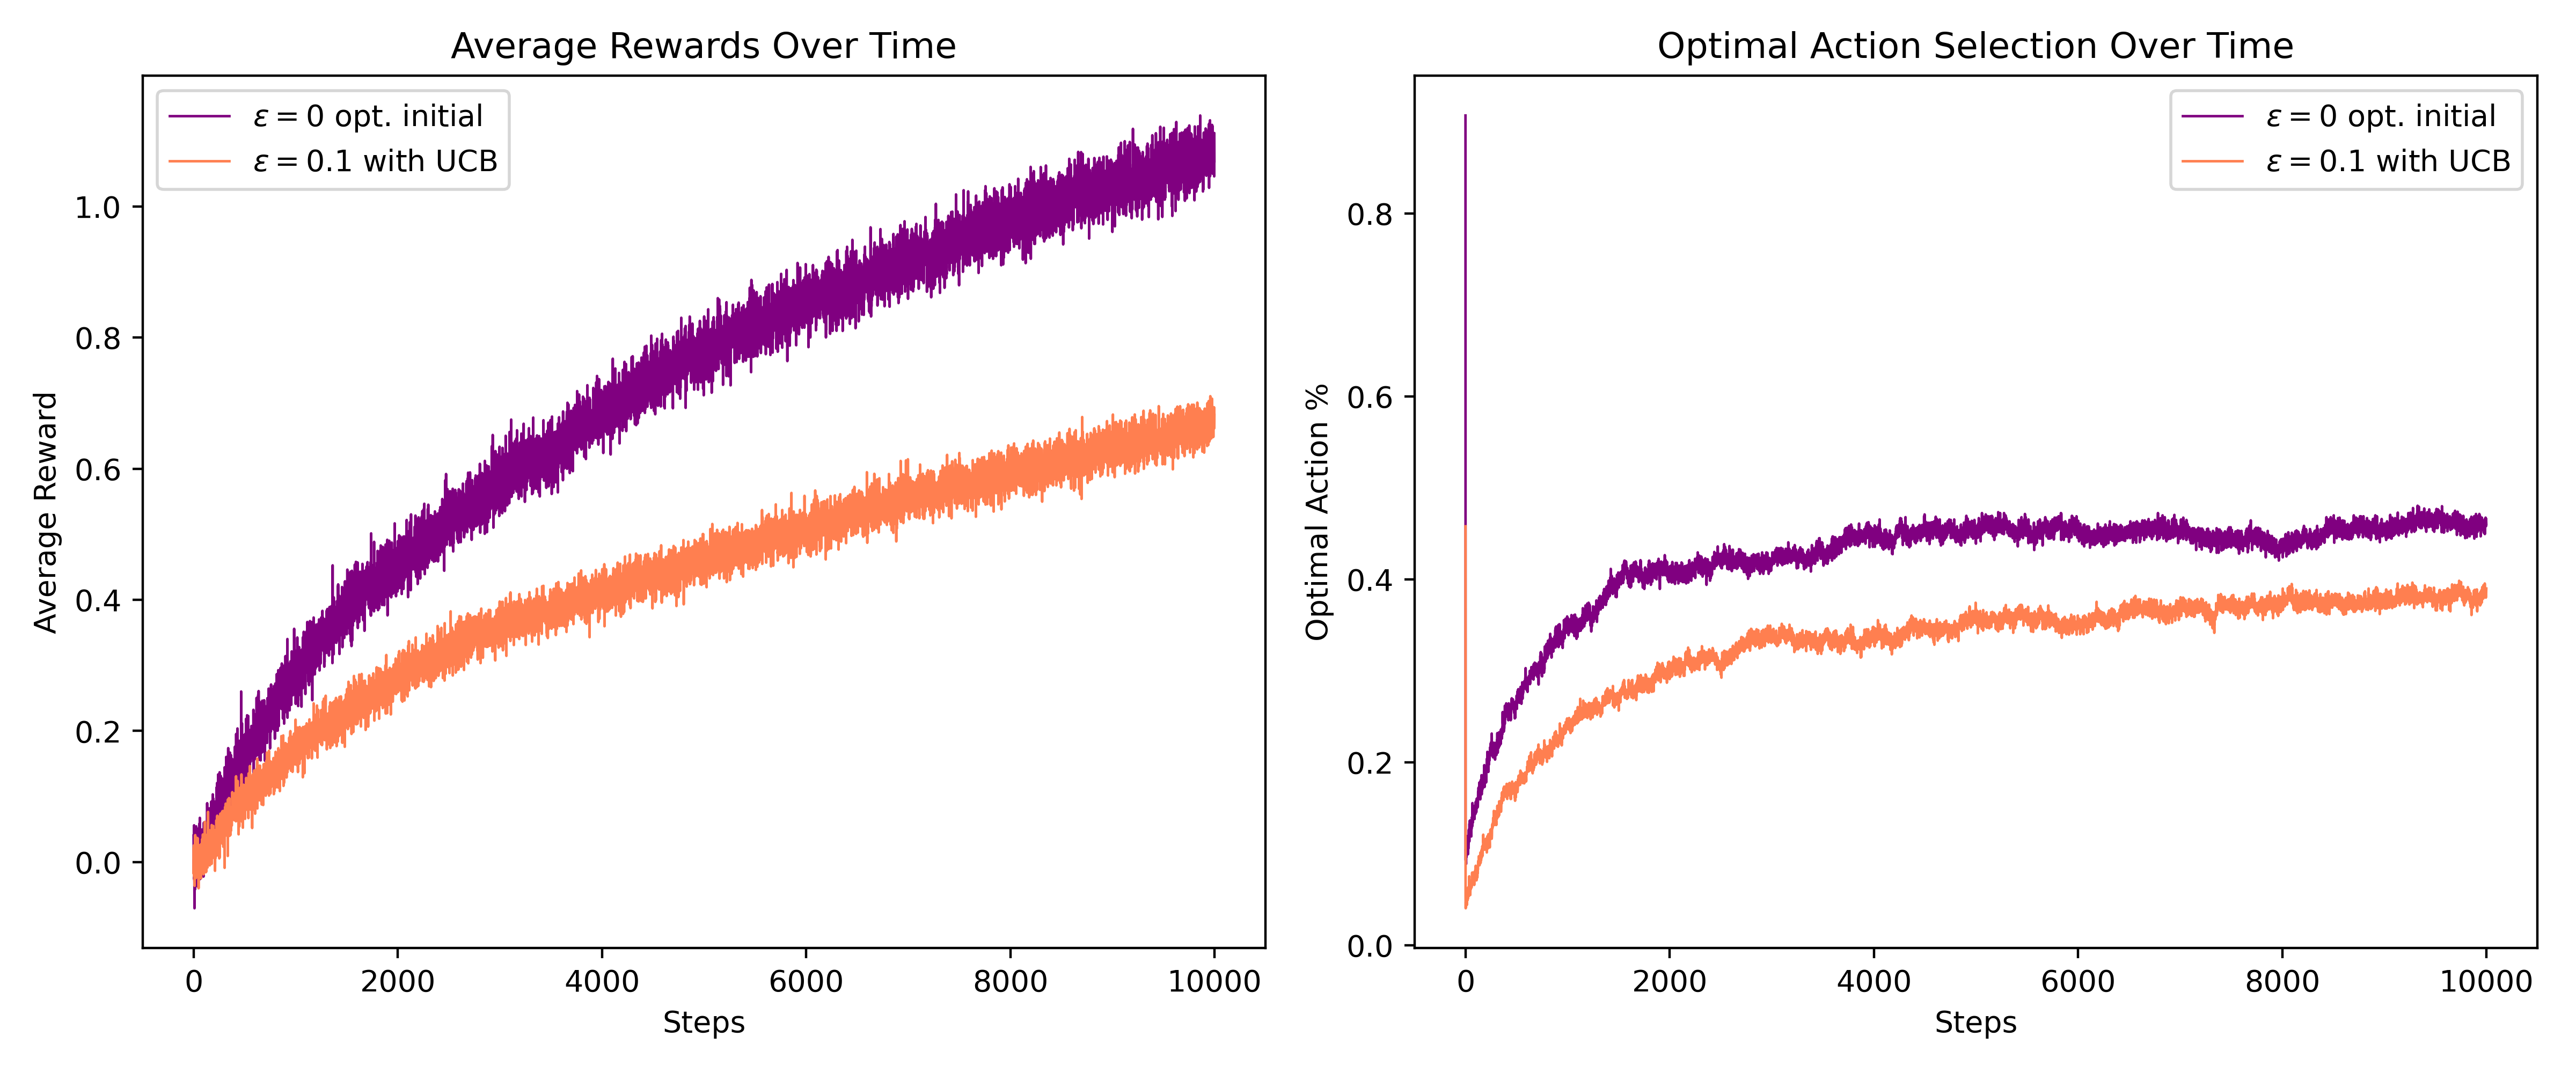 Average Rewards Over Time
ε = 0 opt. initial
ε = 0.1 with UCB
Average Reward
1.0
0.8
0.6
0.4
0.2
0.0
0 2000 4000 6000 8000 10000
Steps
Optimal Action Selection Over Time
ε = 0 opt. initial
ε = 0.1 with UCB
Optimal Action %
0.8
0.6
0.4
0.2
0.0
0 2000 4000 6000 8000 10000
Steps